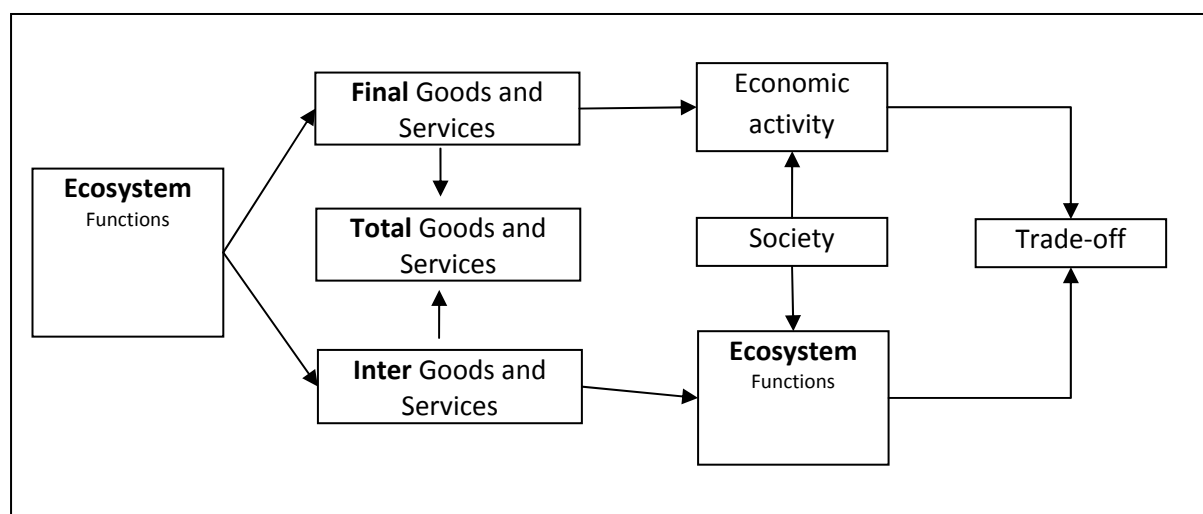 Ecosystem
Functions
Final Goods and
Services
Total Goods and
Services
Inter Goods and
Services
Economic
activity
Society
Ecosystem
Functions
Trade-off